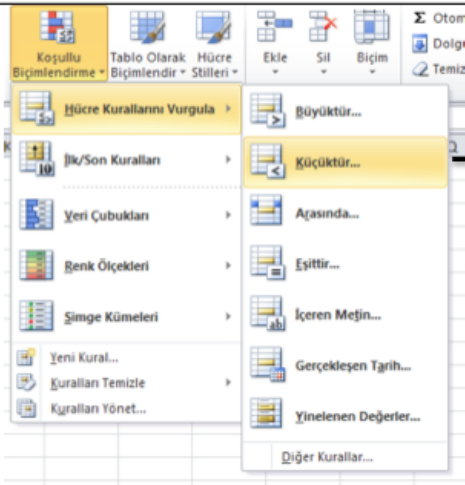 Koşullu
Biçimlendirme
Tablo Olarak
Biçimlendir
Hücre
Stilleri
Ekle
Sil
Biçim
Σ Otom
Dolgu
Temiz
Hücre Kurallarını Vurgula
İlk/Son Kuralları
Veri Çubukları
Renk Ölçekleri
Simge Kümeleri
Yeni Kural...
Kuralları Temizle
Kuralları Yönet...
Büyüktür...
Küçüktür...
Arasında...
Eşittir...
İçeren Metin...
Gerçekleşen Tarih...
Yinelenen Değerler...
Diğer Kurallar...
K
Q